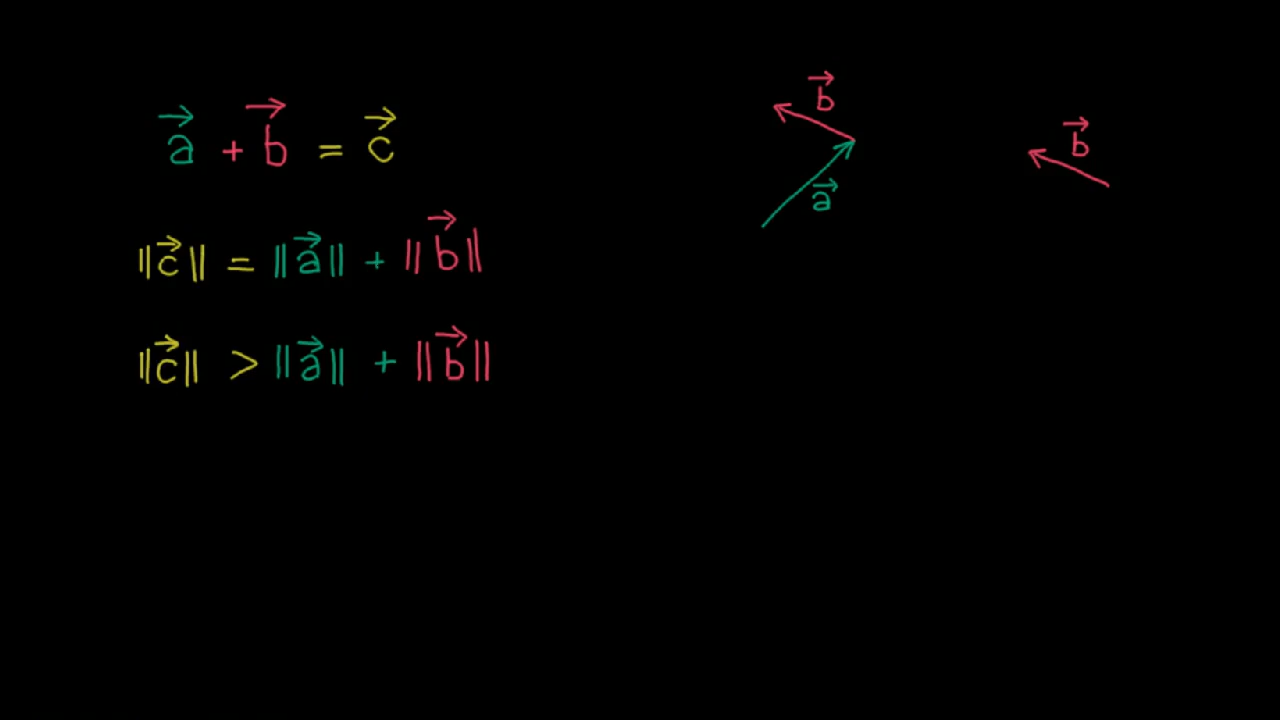 a⃗ + b⃗ = c⃗
‖c⃗‖ = ‖a⃗‖ + ‖b⃗‖
‖c⃗‖ > ‖a⃗‖ + ‖b⃗‖
b⃗
a⃗
b⃗